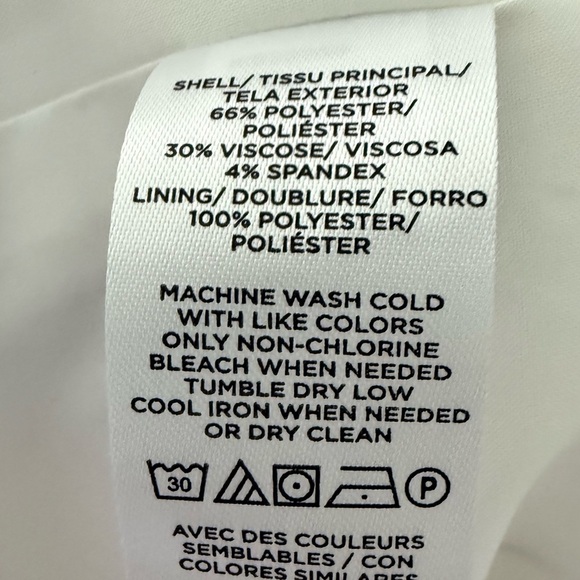 SHELL/ TISSU PRINCIPAL/
TELA EXTERIOR
66% POLYESTER/
POLIÉSTER
30% VISCOSE/ VISCOSA
4% SPANDEX
LINING/ DOUBLURE/ FORRO
100% POLYESTER/
POLIÉSTER
MACHINE WASH COLD
WITH LIKE COLORS
ONLY NON-CHLORINE
BLEACH WHEN NEEDED
TUMBLE DRY LOW
COOL IRON WHEN NEEDED
OR DRY CLEAN
30 P
AVEC DES COULEURS
SEMBLABLES / CON
COLORES SIMILARES